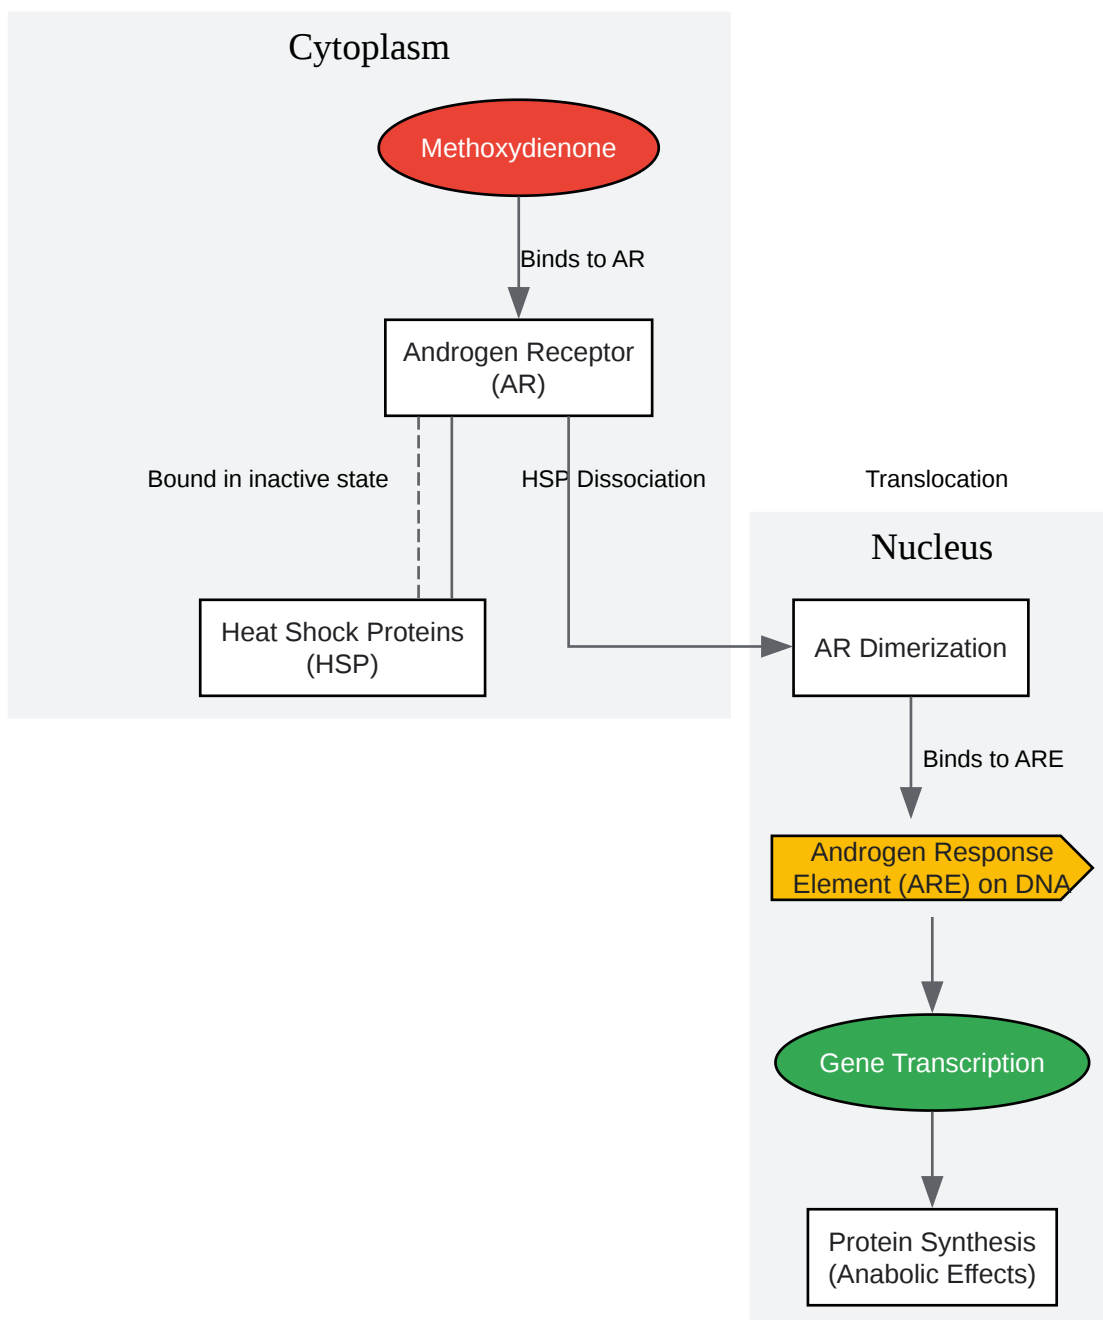 Cytoplasm
Methoxydienone
Binds to AR
Androgen Receptor
(AR)
Bound in inactive state
HSP Dissociation
Translocation
Nucleus
Heat Shock Proteins
(HSP)
AR Dimerization
Binds to ARE
Androgen Response
Element (ARE) on DNA
Gene Transcription
Protein Synthesis
(Anabolic Effects)